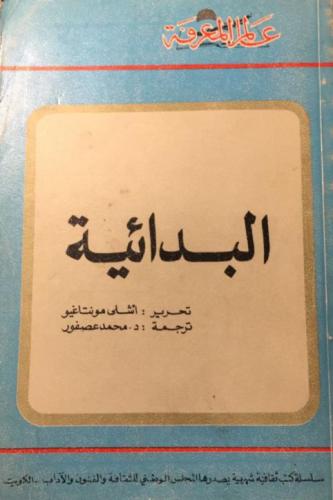 عالم المعرفة
البدائية
تحرير : أشلى مونتاغيو
ترجمة : د. محمد عصفور
سلسلة كتب ثقافية شهرية يصدرها المجلس الوطني للثقافة والفنون والآداب - الكويت